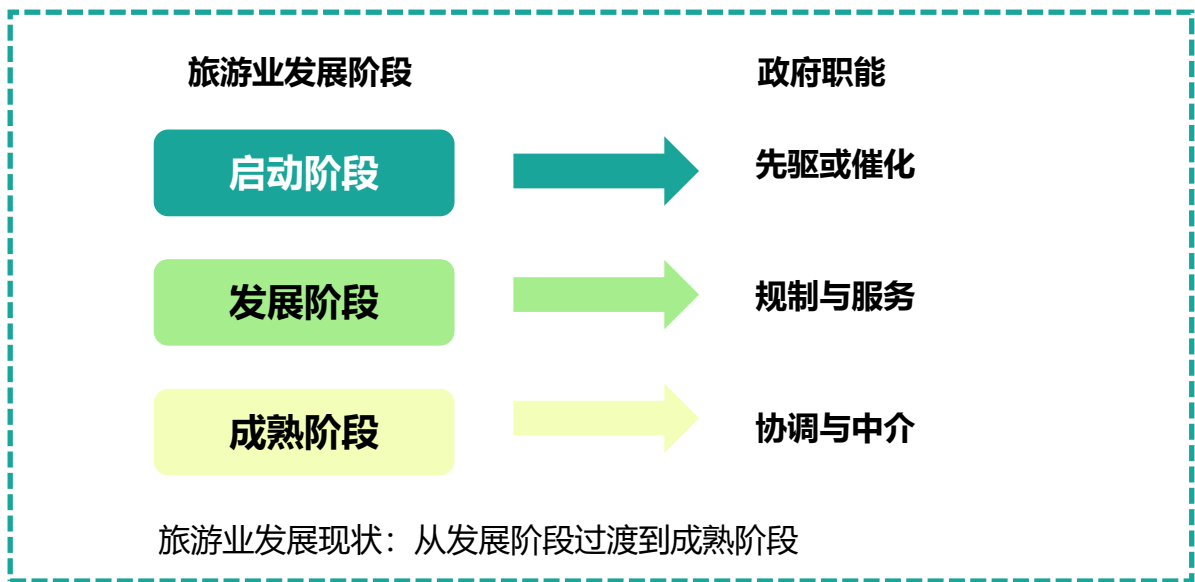 旅游业发展阶段
政府职能
启动阶段
先驱或催化
发展阶段
规制与服务
成熟阶段
协调与中介
旅游业发展现状：从发展阶段过渡到成熟阶段